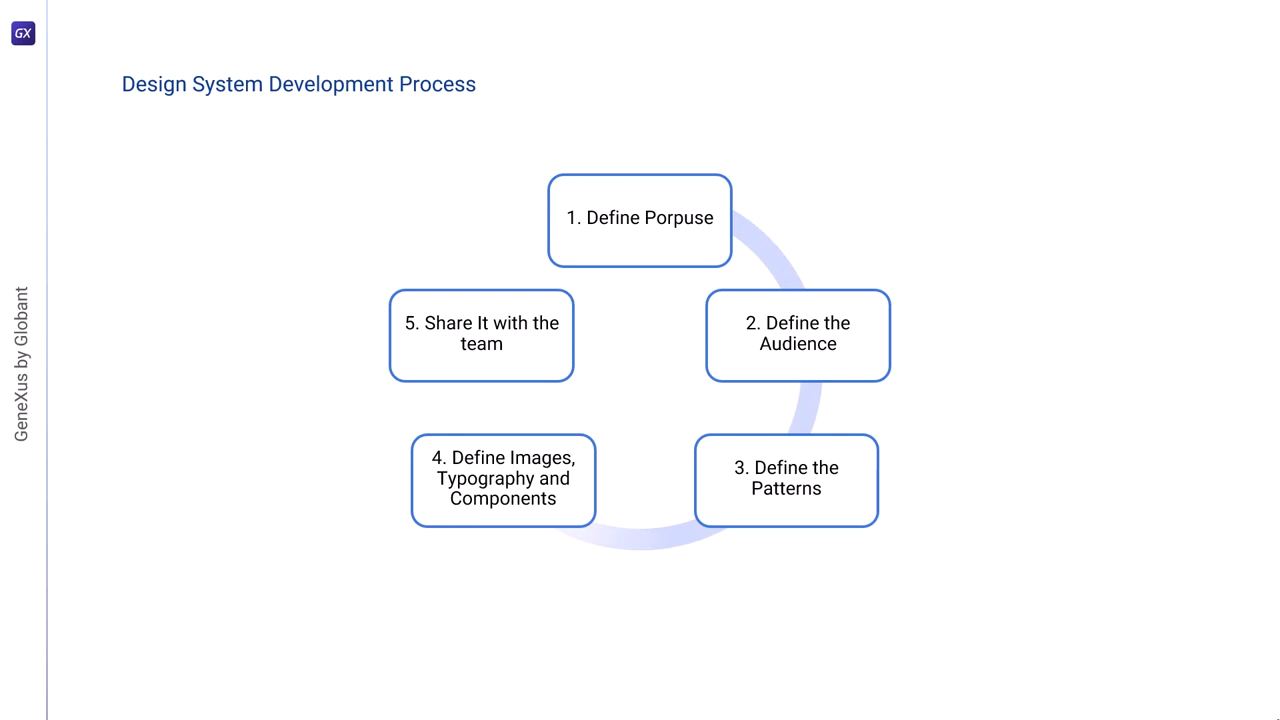 GX
GeneXus by Globant
Design System Development Process
1. Define Porpuse
2. Define the
Audience
3. Define the
Patterns
4. Define Images,
Typography and
Components
5. Share It with the
team